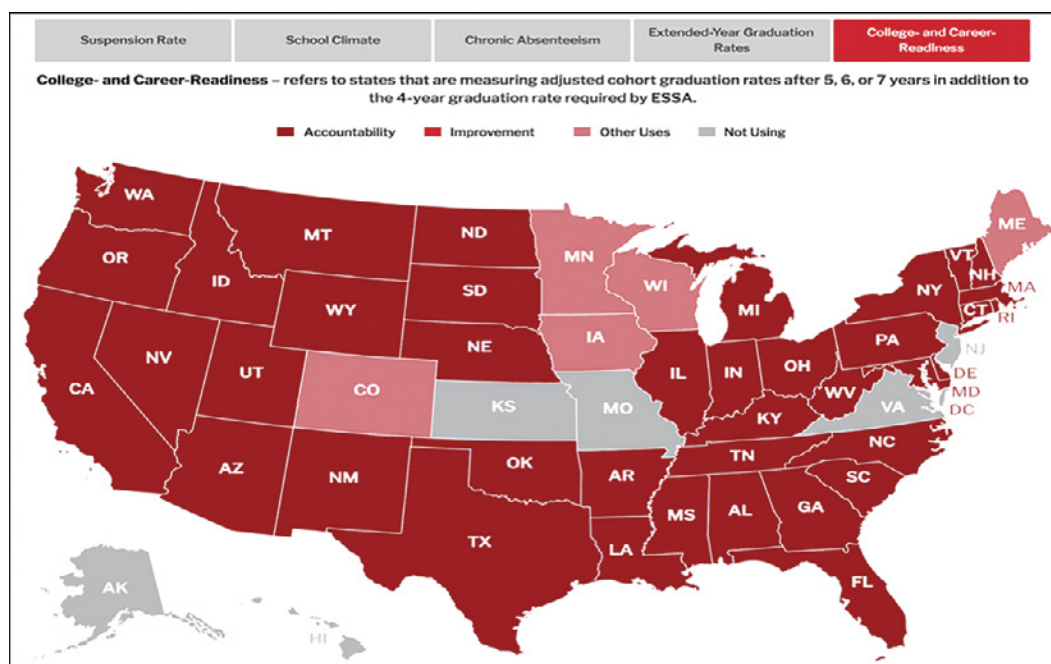 Suspension Rate
School Climate
Chronic Absenteeism
Extended-Year Graduation
Rates
College- and Career-
Readiness
College- and Career-Readiness – refers to states that are measuring adjusted cohort graduation rates after 5, 6, or 7 years in addition to
the 4-year graduation rate required by ESSA.
Accountability
Improvement
Other Uses
Not Using
WA
MT
ND
MN
ME
OR
ID
SD
WI
VT
NH
WY
MI
NY
MA
CT
RI
NE
IA
PA
NJ
NV
UT
IL
IN
OH
DE
CA
CO
KS
MO
WV
MD
VA
DC
KY
AZ
NM
OK
AR
TN
NC
SC
MS
AL
GA
TX
LA
FL
AK
HI